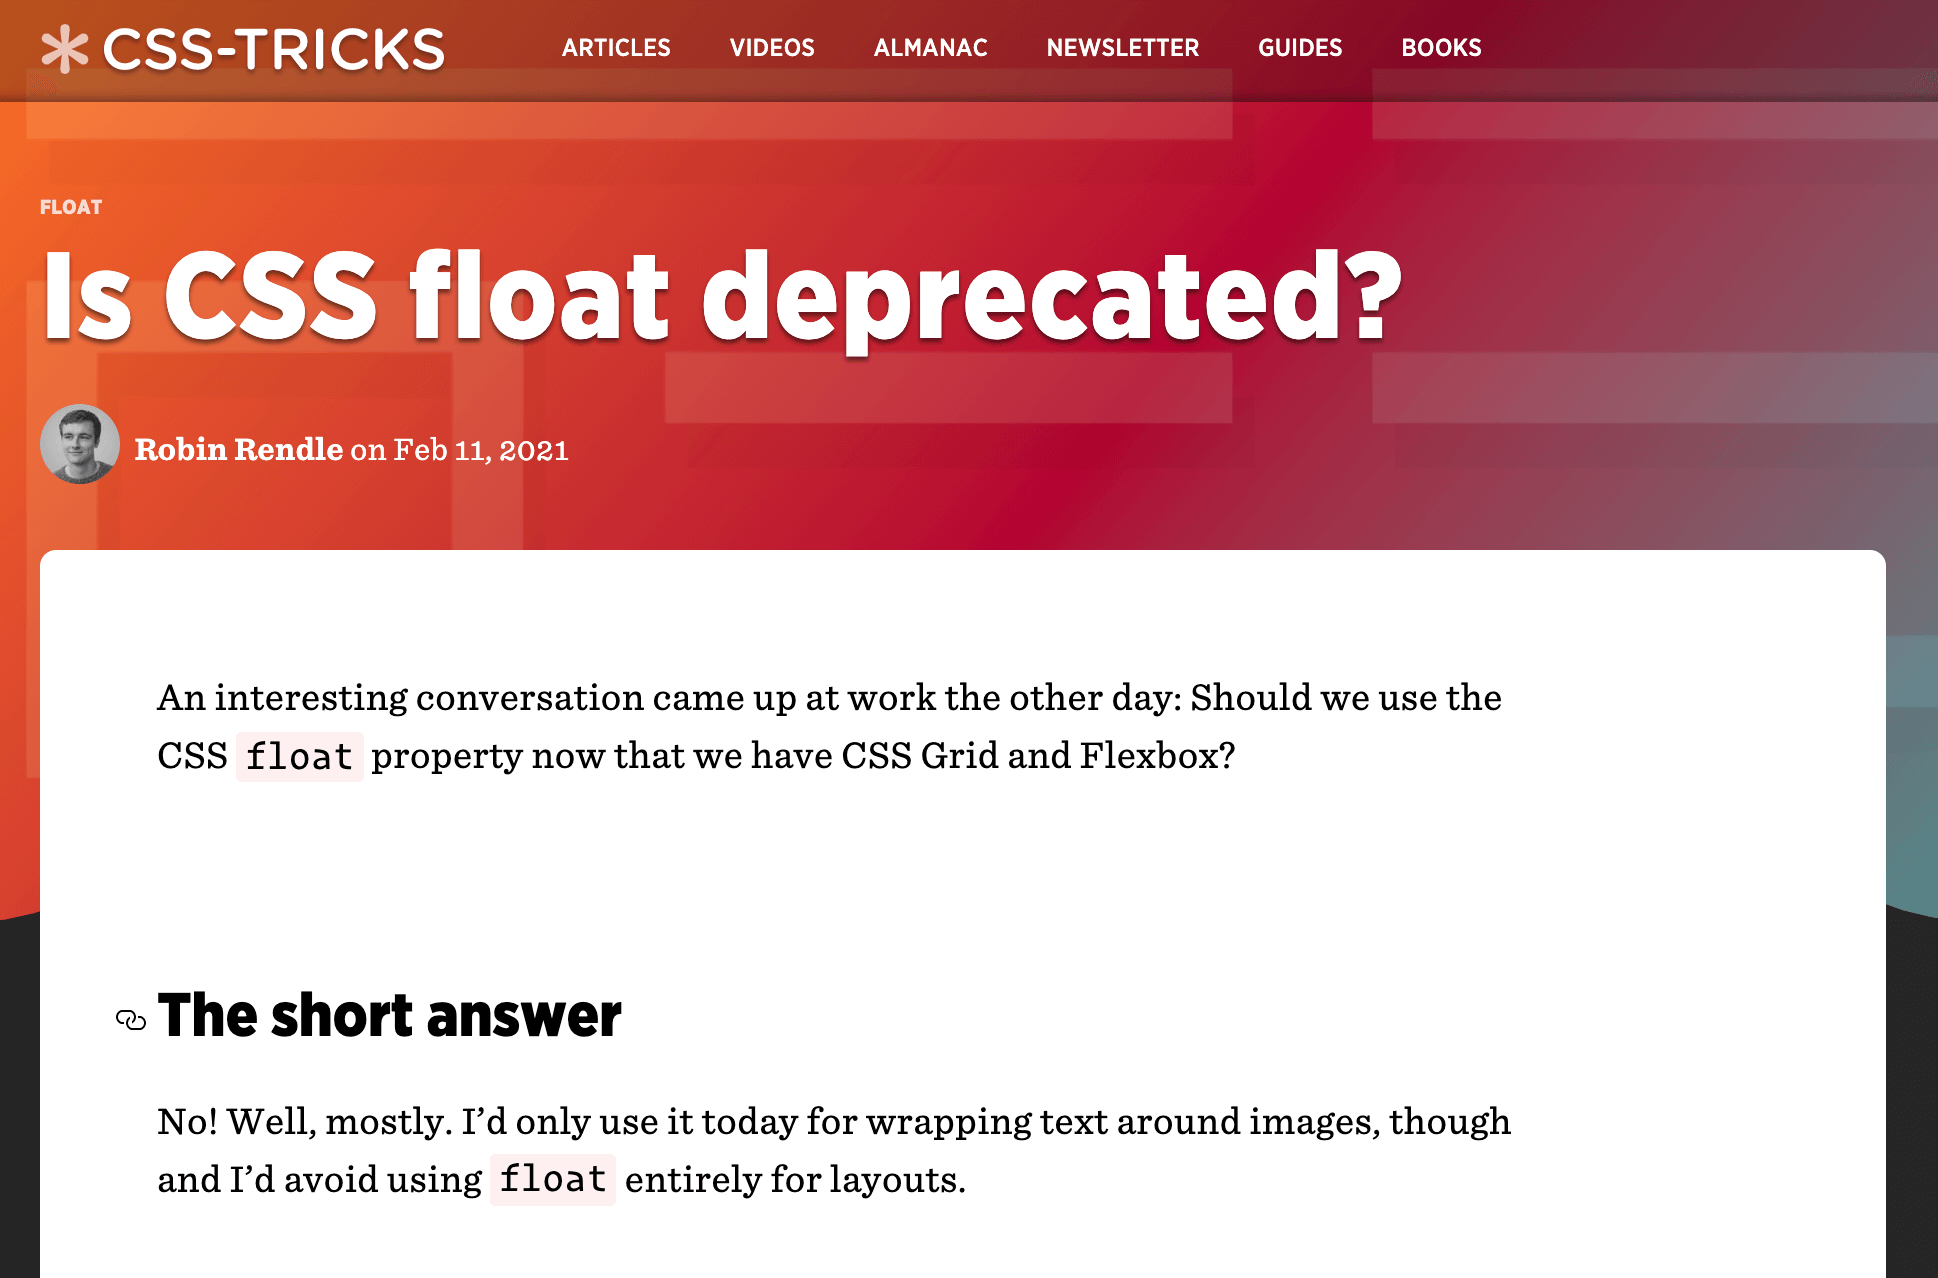 CSS-TRICKS
ARTICLES VIDEOS ALMANAC NEWSLETTER GUIDES BOOKS
FLOAT
Is CSS float deprecated?
Robin Rendle on Feb 11, 2021
An interesting conversation came up at work the other day: Should we use the
CSS float property now that we have CSS Grid and Flexbox?
The short answer
No! Well, mostly. I’d only use it today for wrapping text around images, though
and I’d avoid using float entirely for layouts.